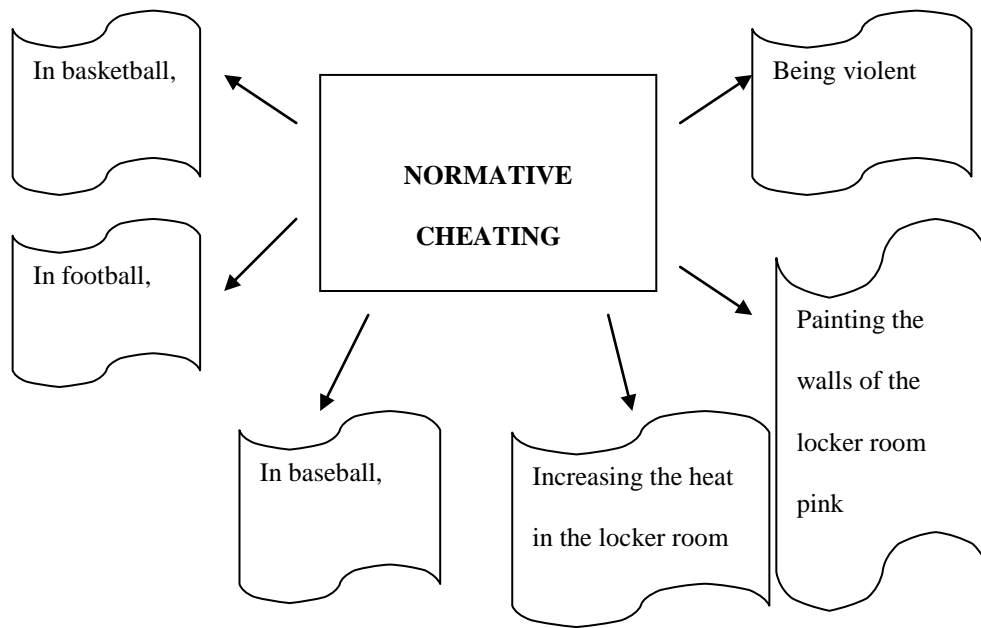 In basketball,
Being violent
NORMATIVE
CHEATING
In football,
Painting the
walls of the
locker room
pink
In baseball,
Increasing the heat
in the locker room